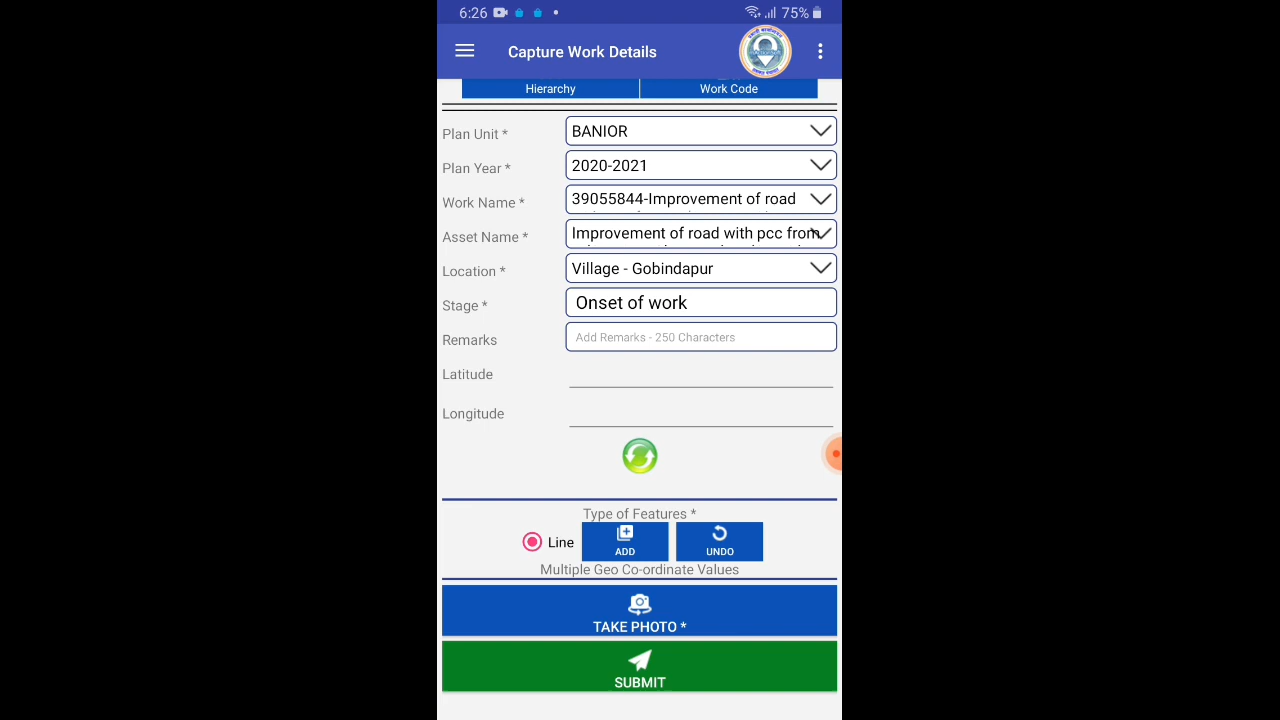 6:26 75%
Capture Work Details
Hierarchy Work Code
Plan Unit * BANIOR
Plan Year * 2020-2021
Work Name * 39055844-Improvement of road
Asset Name * Improvement of road with pcc from
Location * Village - Gobindapur
Stage * Onset of work
Remarks Add Remarks - 250 Characters
Latitude
Longitude
Type of Features *
Line ADD UNDO
Multiple Geo Co-ordinate Values
TAKE PHOTO *
SUBMIT